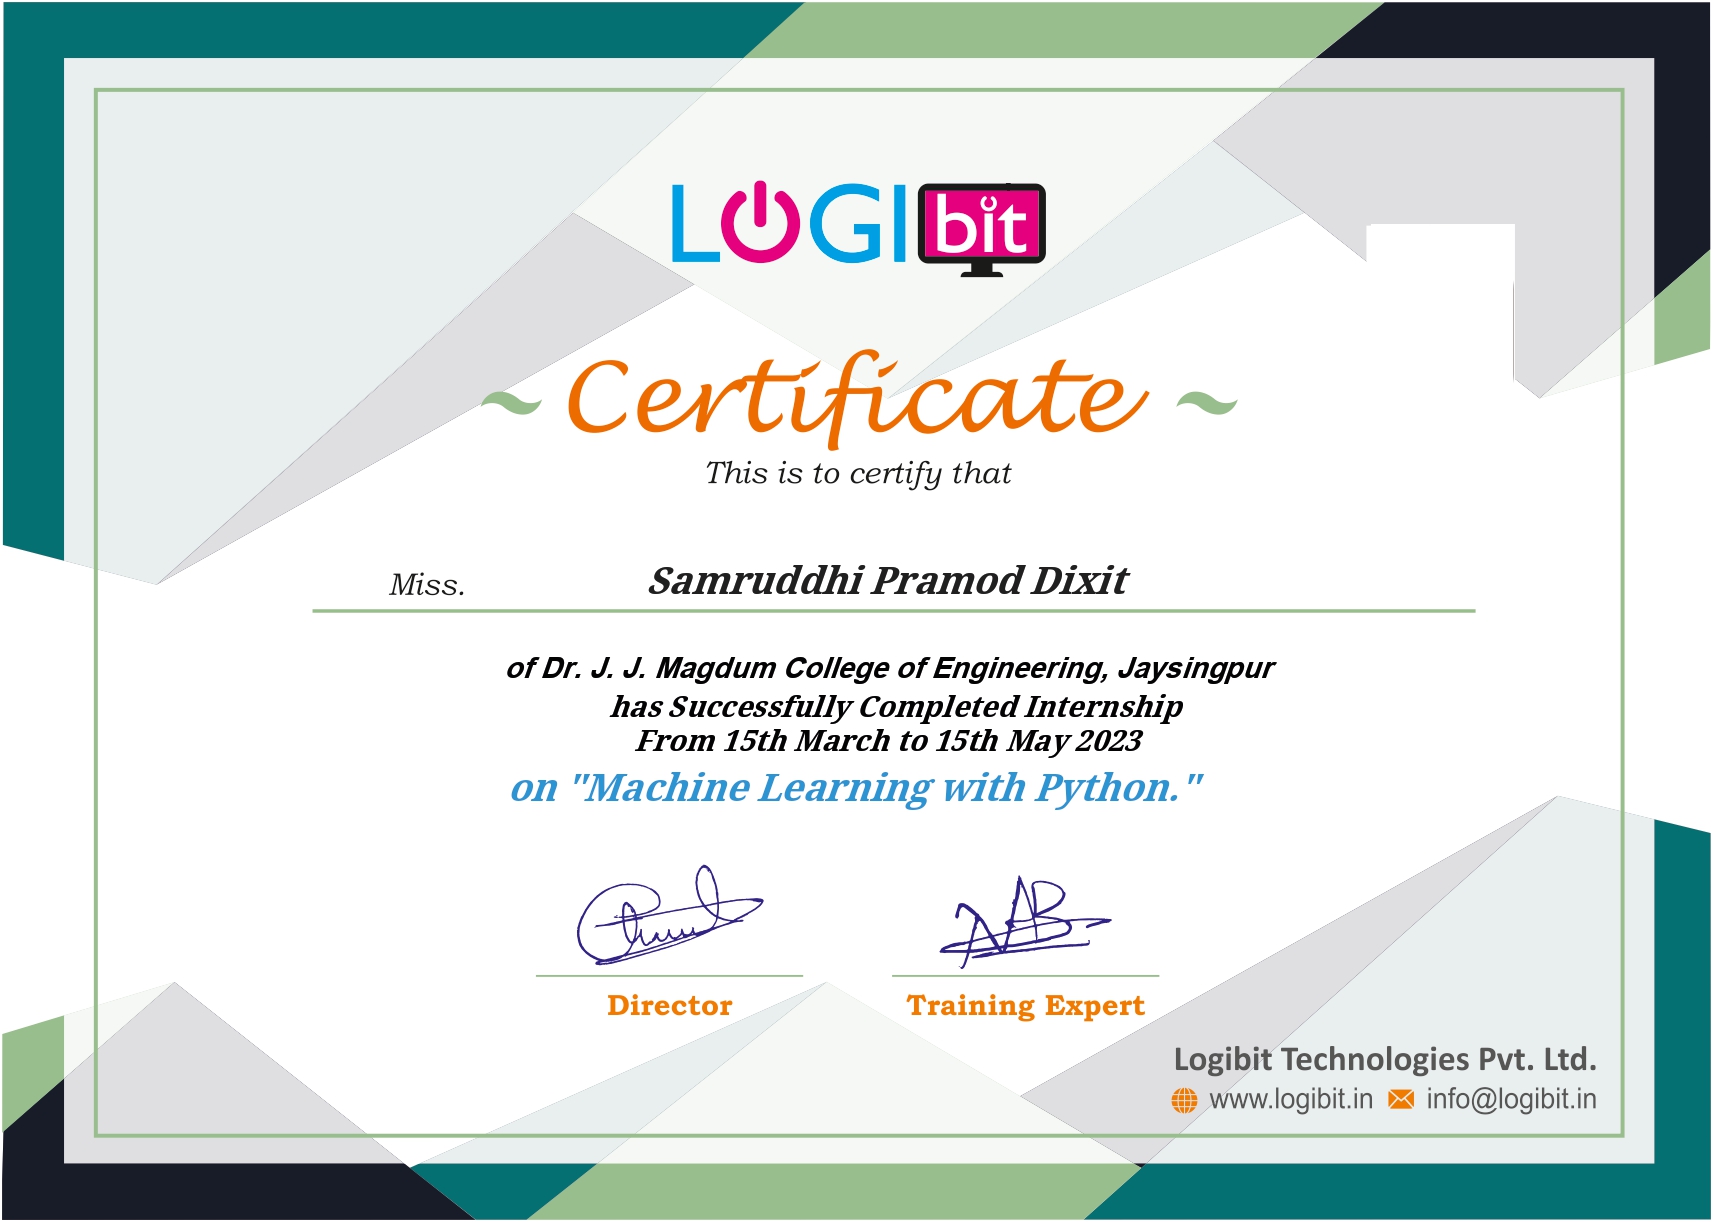 LOGIbit
~ Certificate ~
This is to certify that
Miss. Samruddhi Pramod Dixit
of Dr. J. J. Magdum College of Engineering, Jaysingpur
has Successfully Completed Internship
From 15th March to 15th May 2023
on "Machine Learning with Python."
Director
Training Expert
Logibit Technologies Pvt. Ltd.
www.logibit.in info@logibit.in